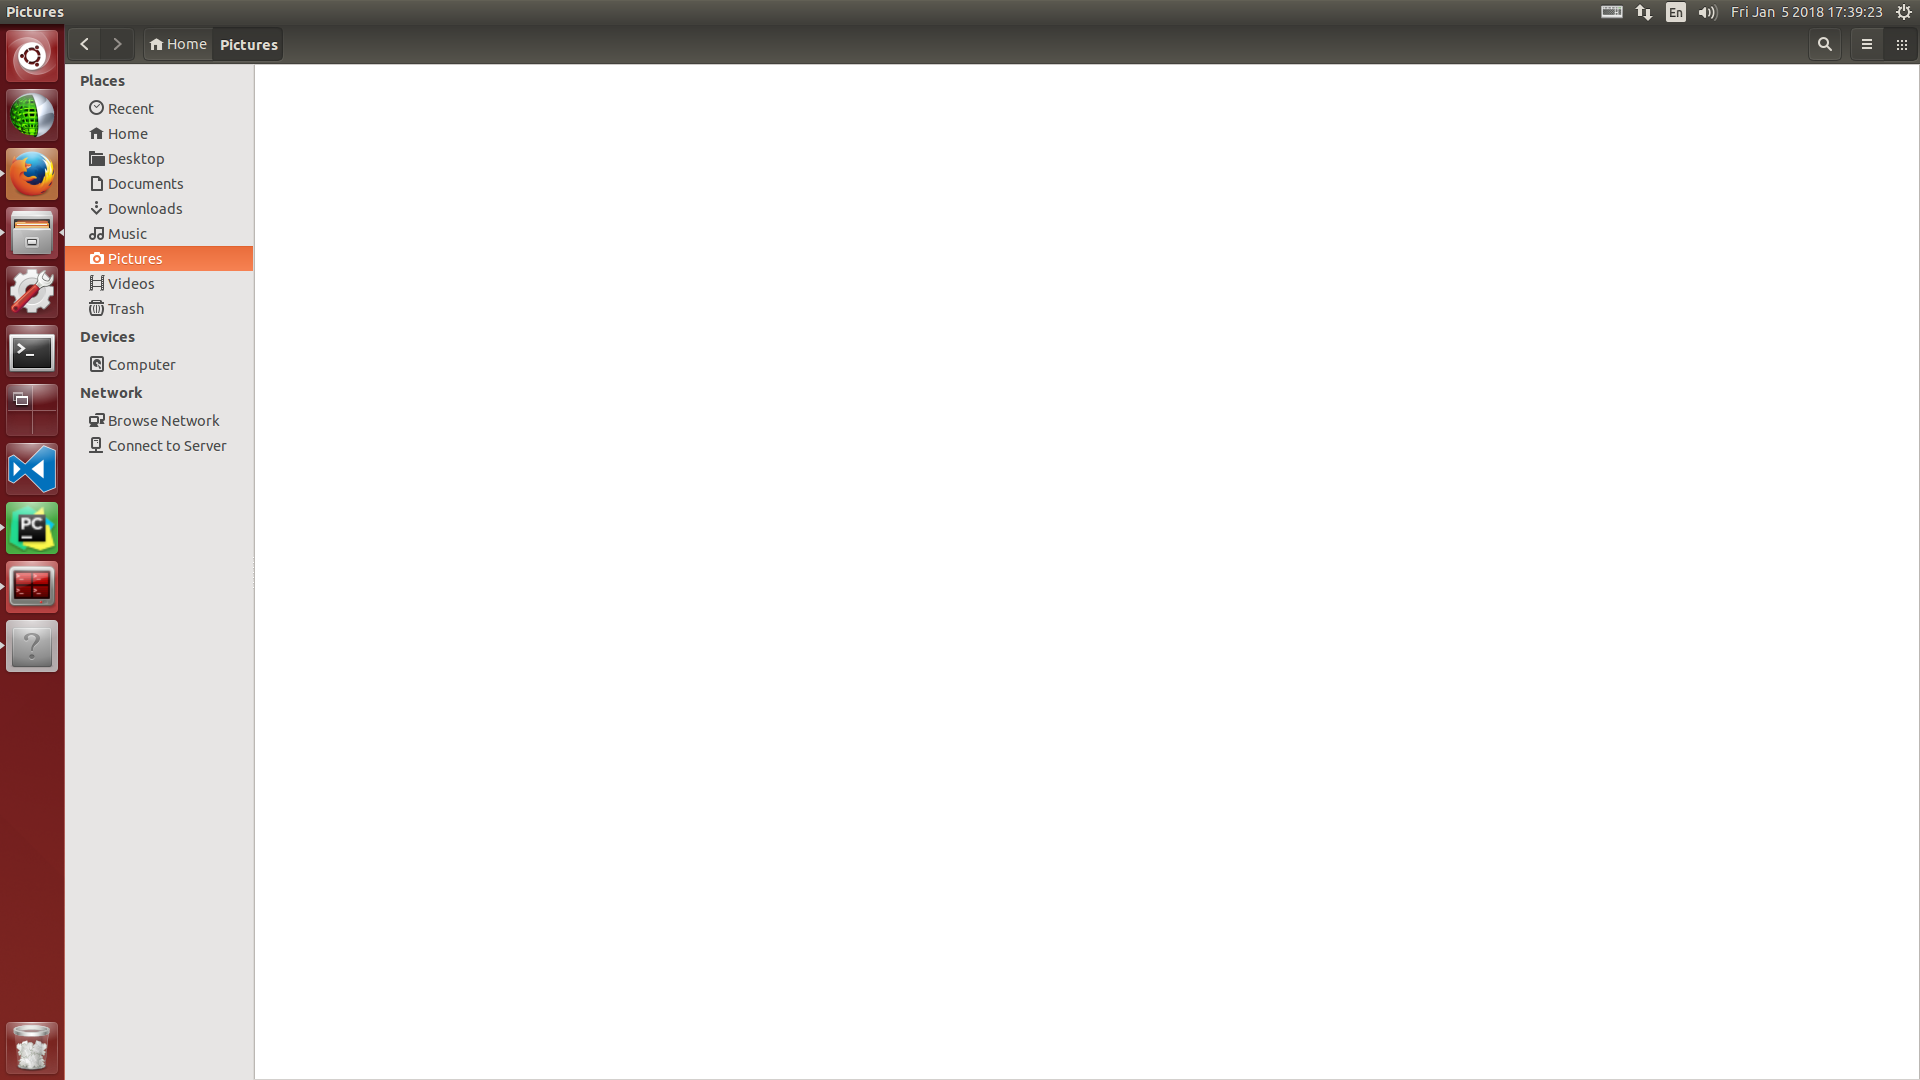 Pictures
En
Fri Jan 5 2018 17:39:23
Home
Pictures
Places
Recent
Home
Desktop
Documents
Downloads
Music
Pictures
Videos
Trash
Devices
Computer
Network
Browse Network
Connect to Server
>_
PC
?